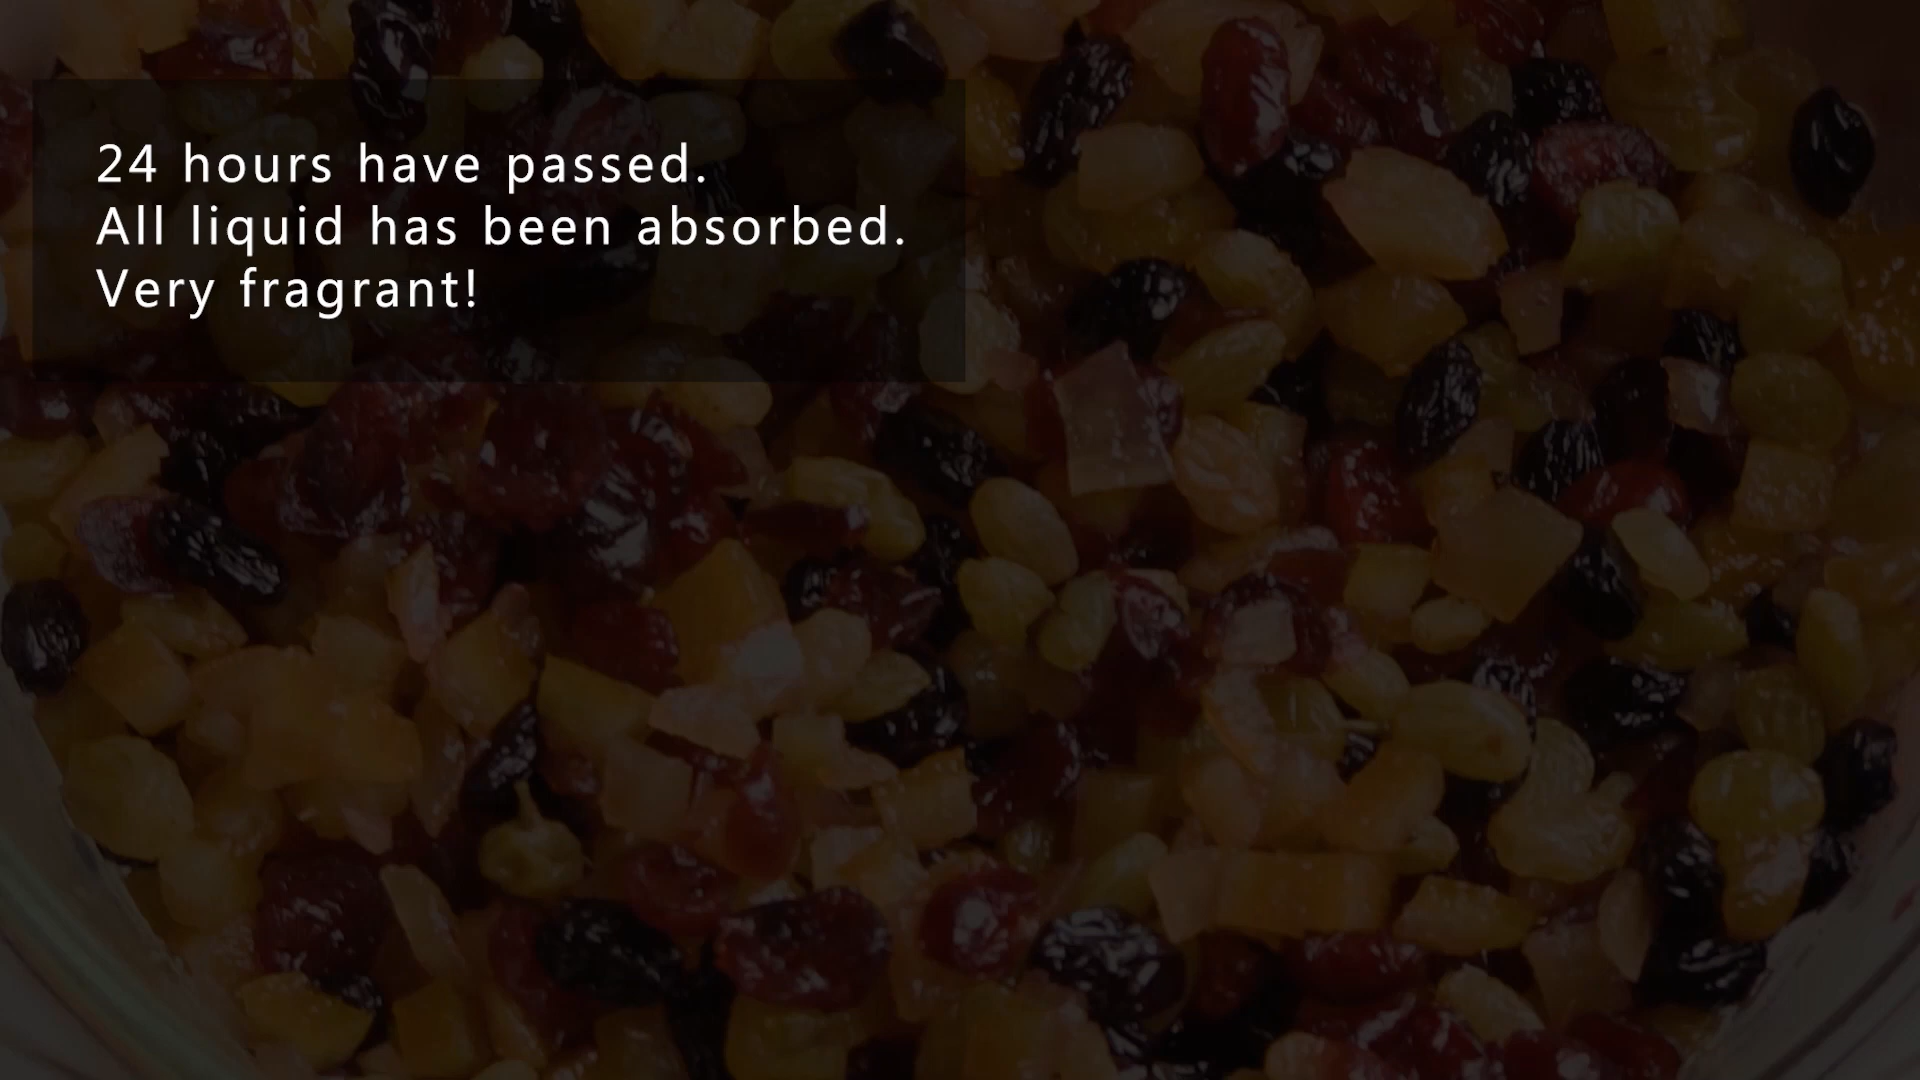 24 hours have passed.
All liquid has been absorbed.
Very fragrant!